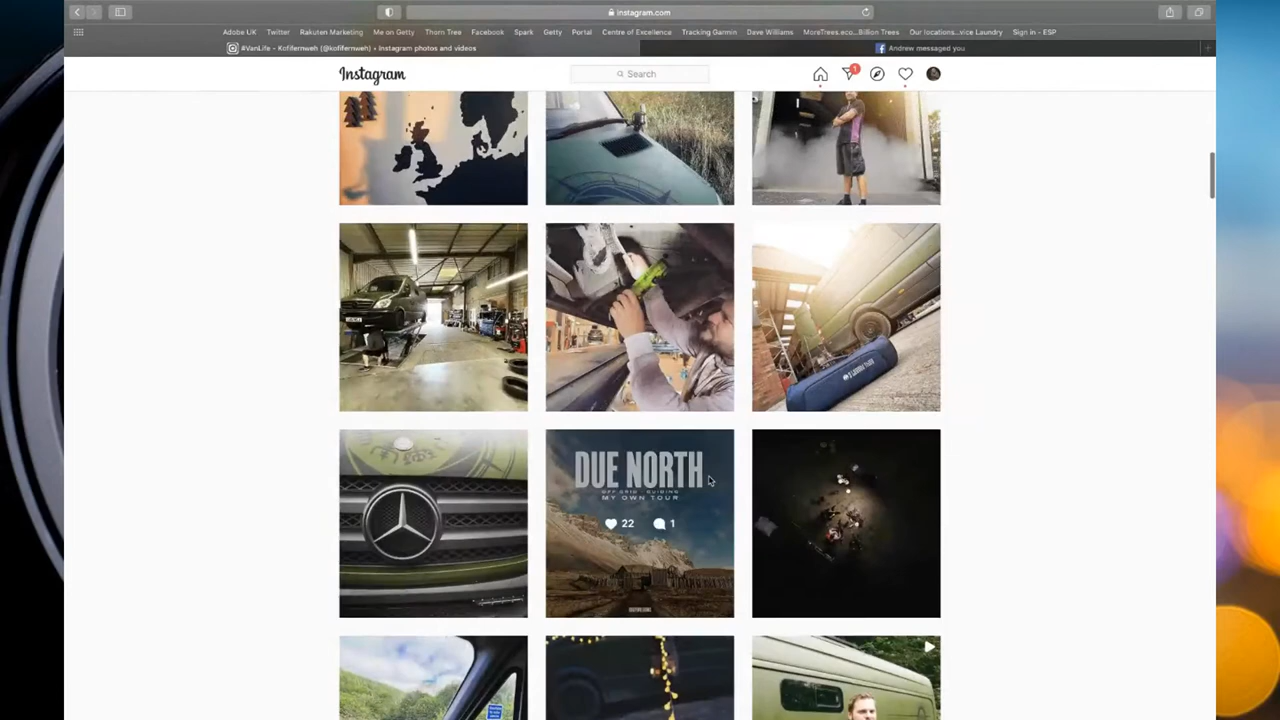 instagram.com
Adobe UK Twitter Rakuten Marketing Me on Getty Thorn Tree Facebook Spark Getty Portal Centre of Excellence Tracking Garmin Dave Williams MoreTrees.eco...Billion Trees Our locations...vice Laundry Sign in - ESP
#VanLife - Kofifernweh (@kofifernweh) • Instagram photos and videos
Andrew messaged you
Instagram
Search
1
DUE NORTH
OFF GRID - GUIDING
MY OWN TOUR
22
1